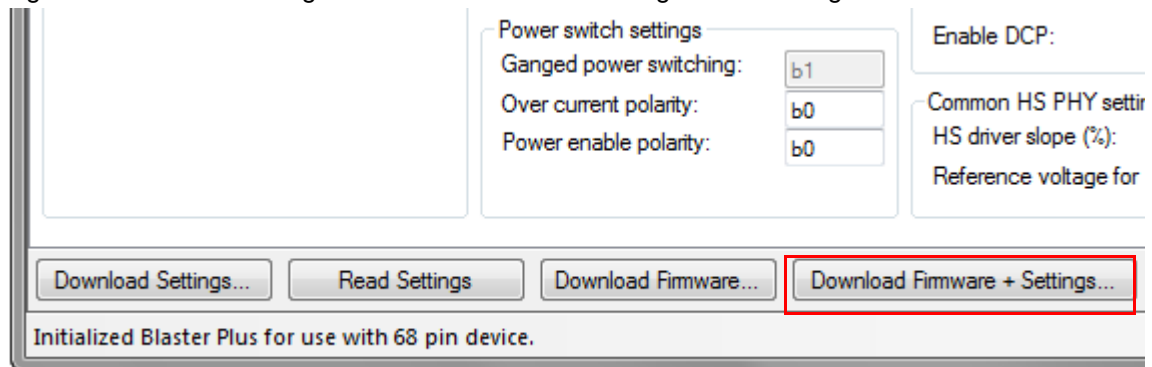 Power switch settings
Ganged power switching: b1
Over current polarity: b0
Power enable polarity: b0
Enable DCP:
Common HS PHY settin
HS driver slope (%):
Reference voltage for
Download Settings... Read Settings Download Firmware... Download Firmware + Settings...
Initialized Blaster Plus for use with 68 pin device.